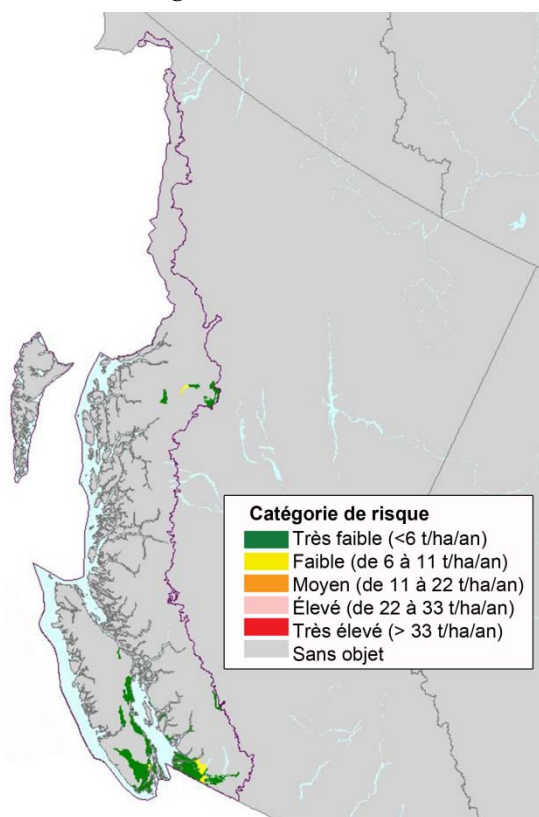 Catégorie de risque
Très faible (<6 t/ha/an)
Faible (de 6 à 11 t/ha/an)
Moyen (de 11 à 22 t/ha/an)
Élevé (de 22 à 33 t/ha/an)
Très élevé (> 33 t/ha/an)
Sans objet